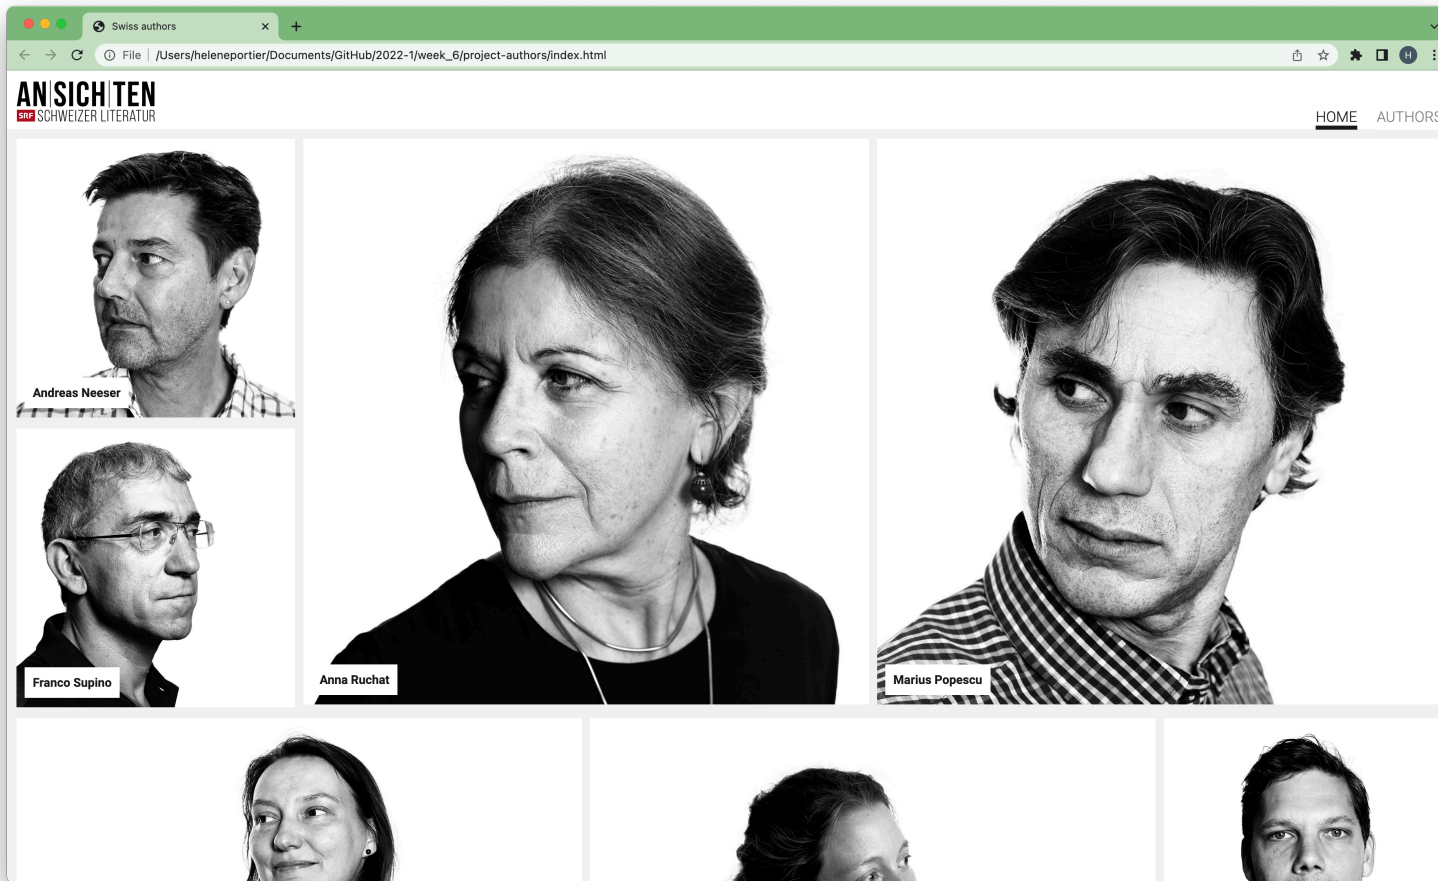 Swiss authors
File /Users/heleneportier/Documents/GitHub/2022-1/week_6/project-authors/index.html
H
AN|SICH|TEN
SRF SCHWEIZER LITERATUR
HOME AUTHORS
Andreas Neeser
Franco Supino
Anna Ruchat
Marius Popescu